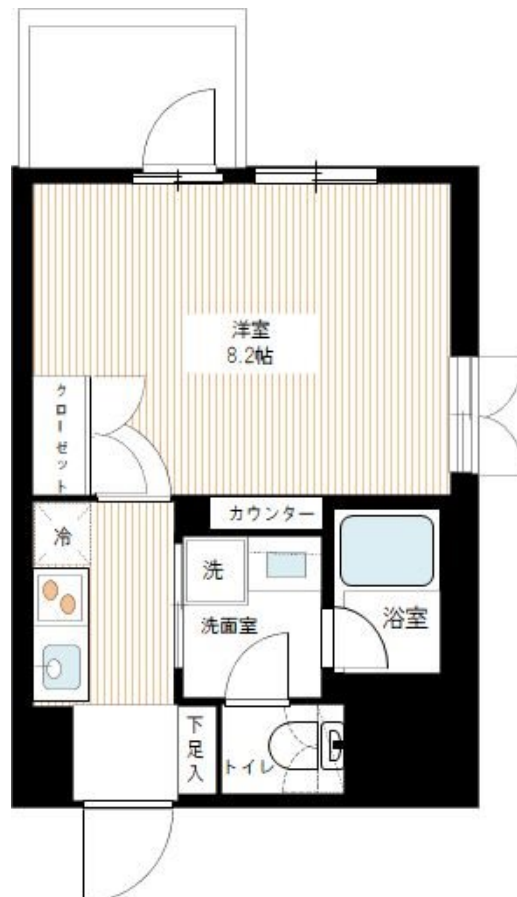 洋室
8.2帖
クローゼット
カウンター
冷
洗
洗面室
浴室
下足入
トイレ